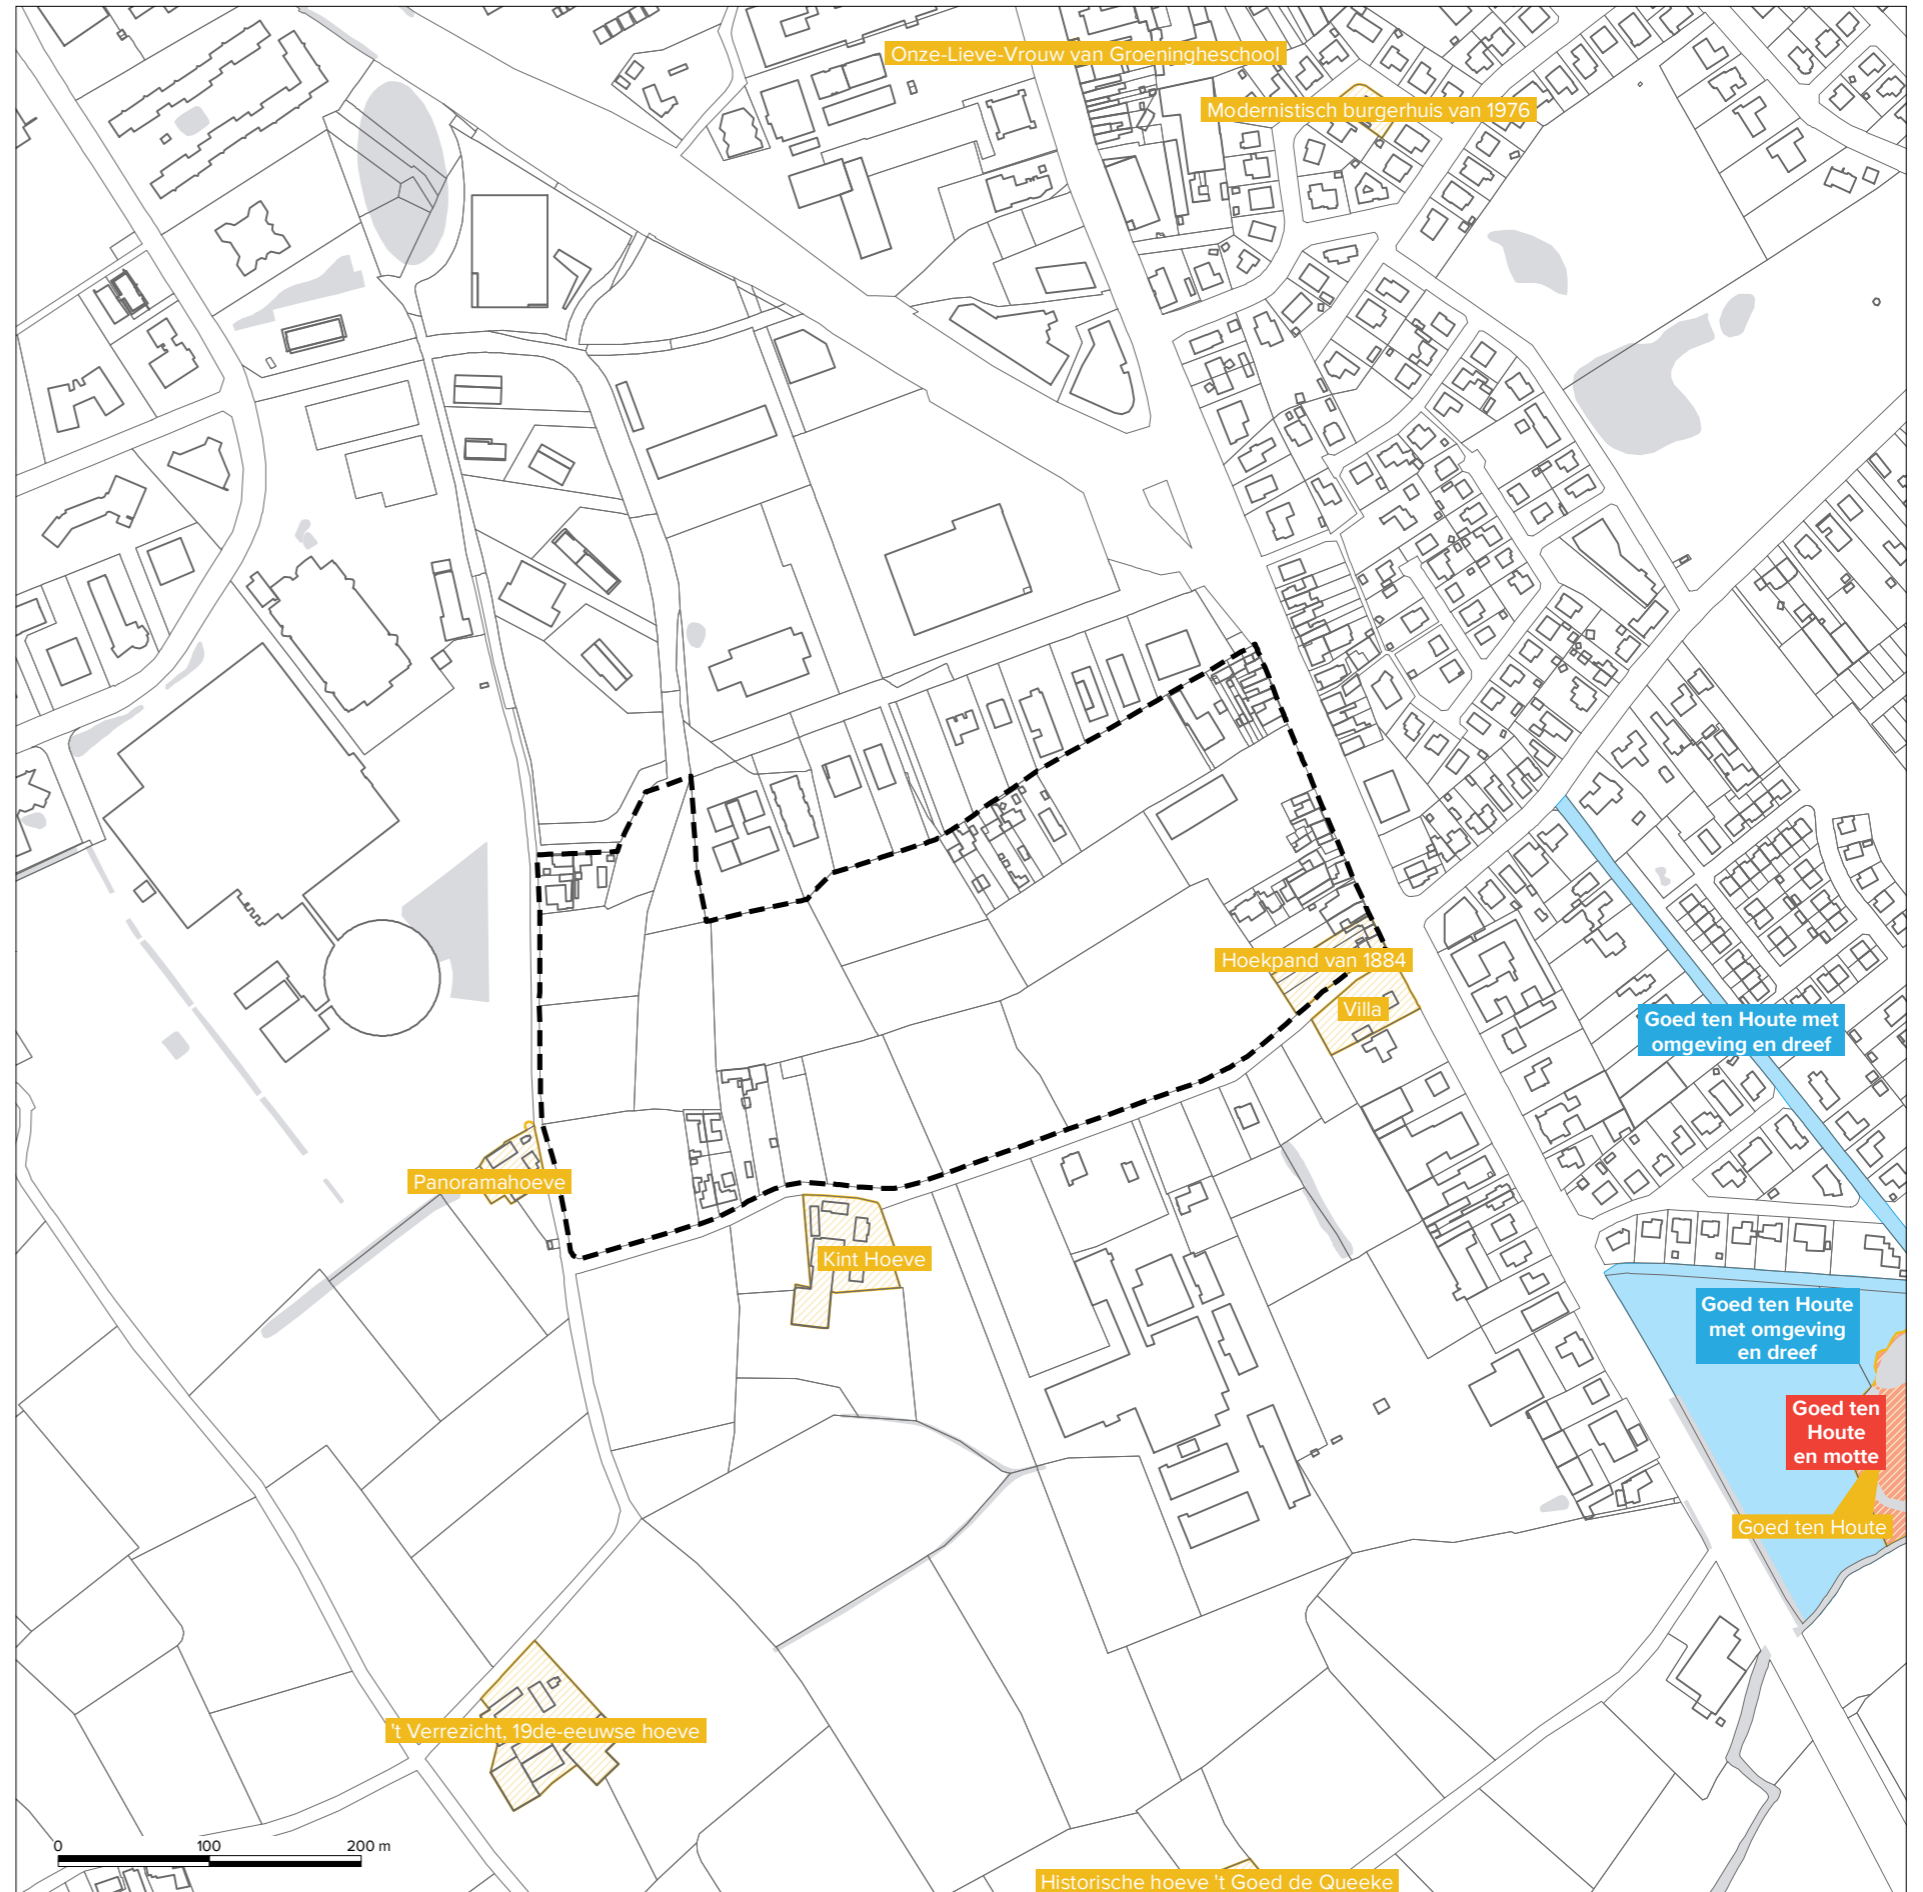 Onze-Lieve-Vrouw van Groeningheschool
Modernistisch burgerhuis van 1976
Hoekpand van 1884
Villa
Goed ten Houte met
omgeving en dreef
Panoramahoeve
Kint Hoeve
Goed ten Houte
met omgeving
en dreef
Goed ten
Houte
en motte
Goed ten Houte
't Verrezicht, 19de-eeuwse hoeve
0 100 200 m
Historische hoeve 't Goed de Queeke